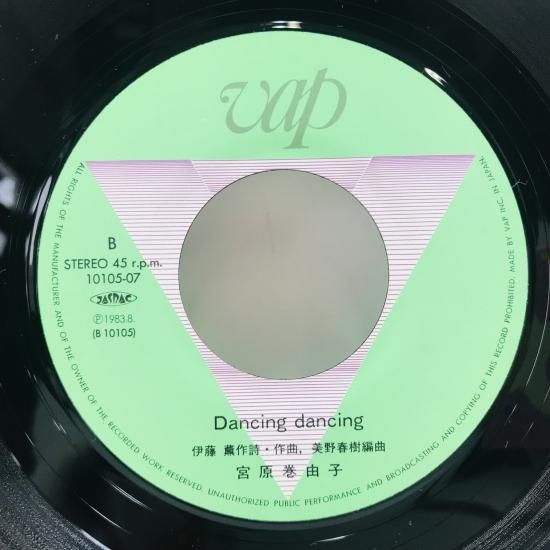 vap
B
STEREO 45 r.p.m.
10105-07
JASRAC
Ⓟ1983.8.
(B 10105)
Dancing dancing
伊藤 薫作詩・作曲, 美野春樹編曲
宮原巻由子
ALL RIGHTS OF THE MANUFACTURER AND OF THE OWNER OF THE RECORDED WORK RESERVED. UNAUTHORIZED PUBLIC PERFORMANCE AND BROADCASTING AND COPYING OF THIS RECORD PROHIBITED. MADE BY VAP INC. IN JAPAN.